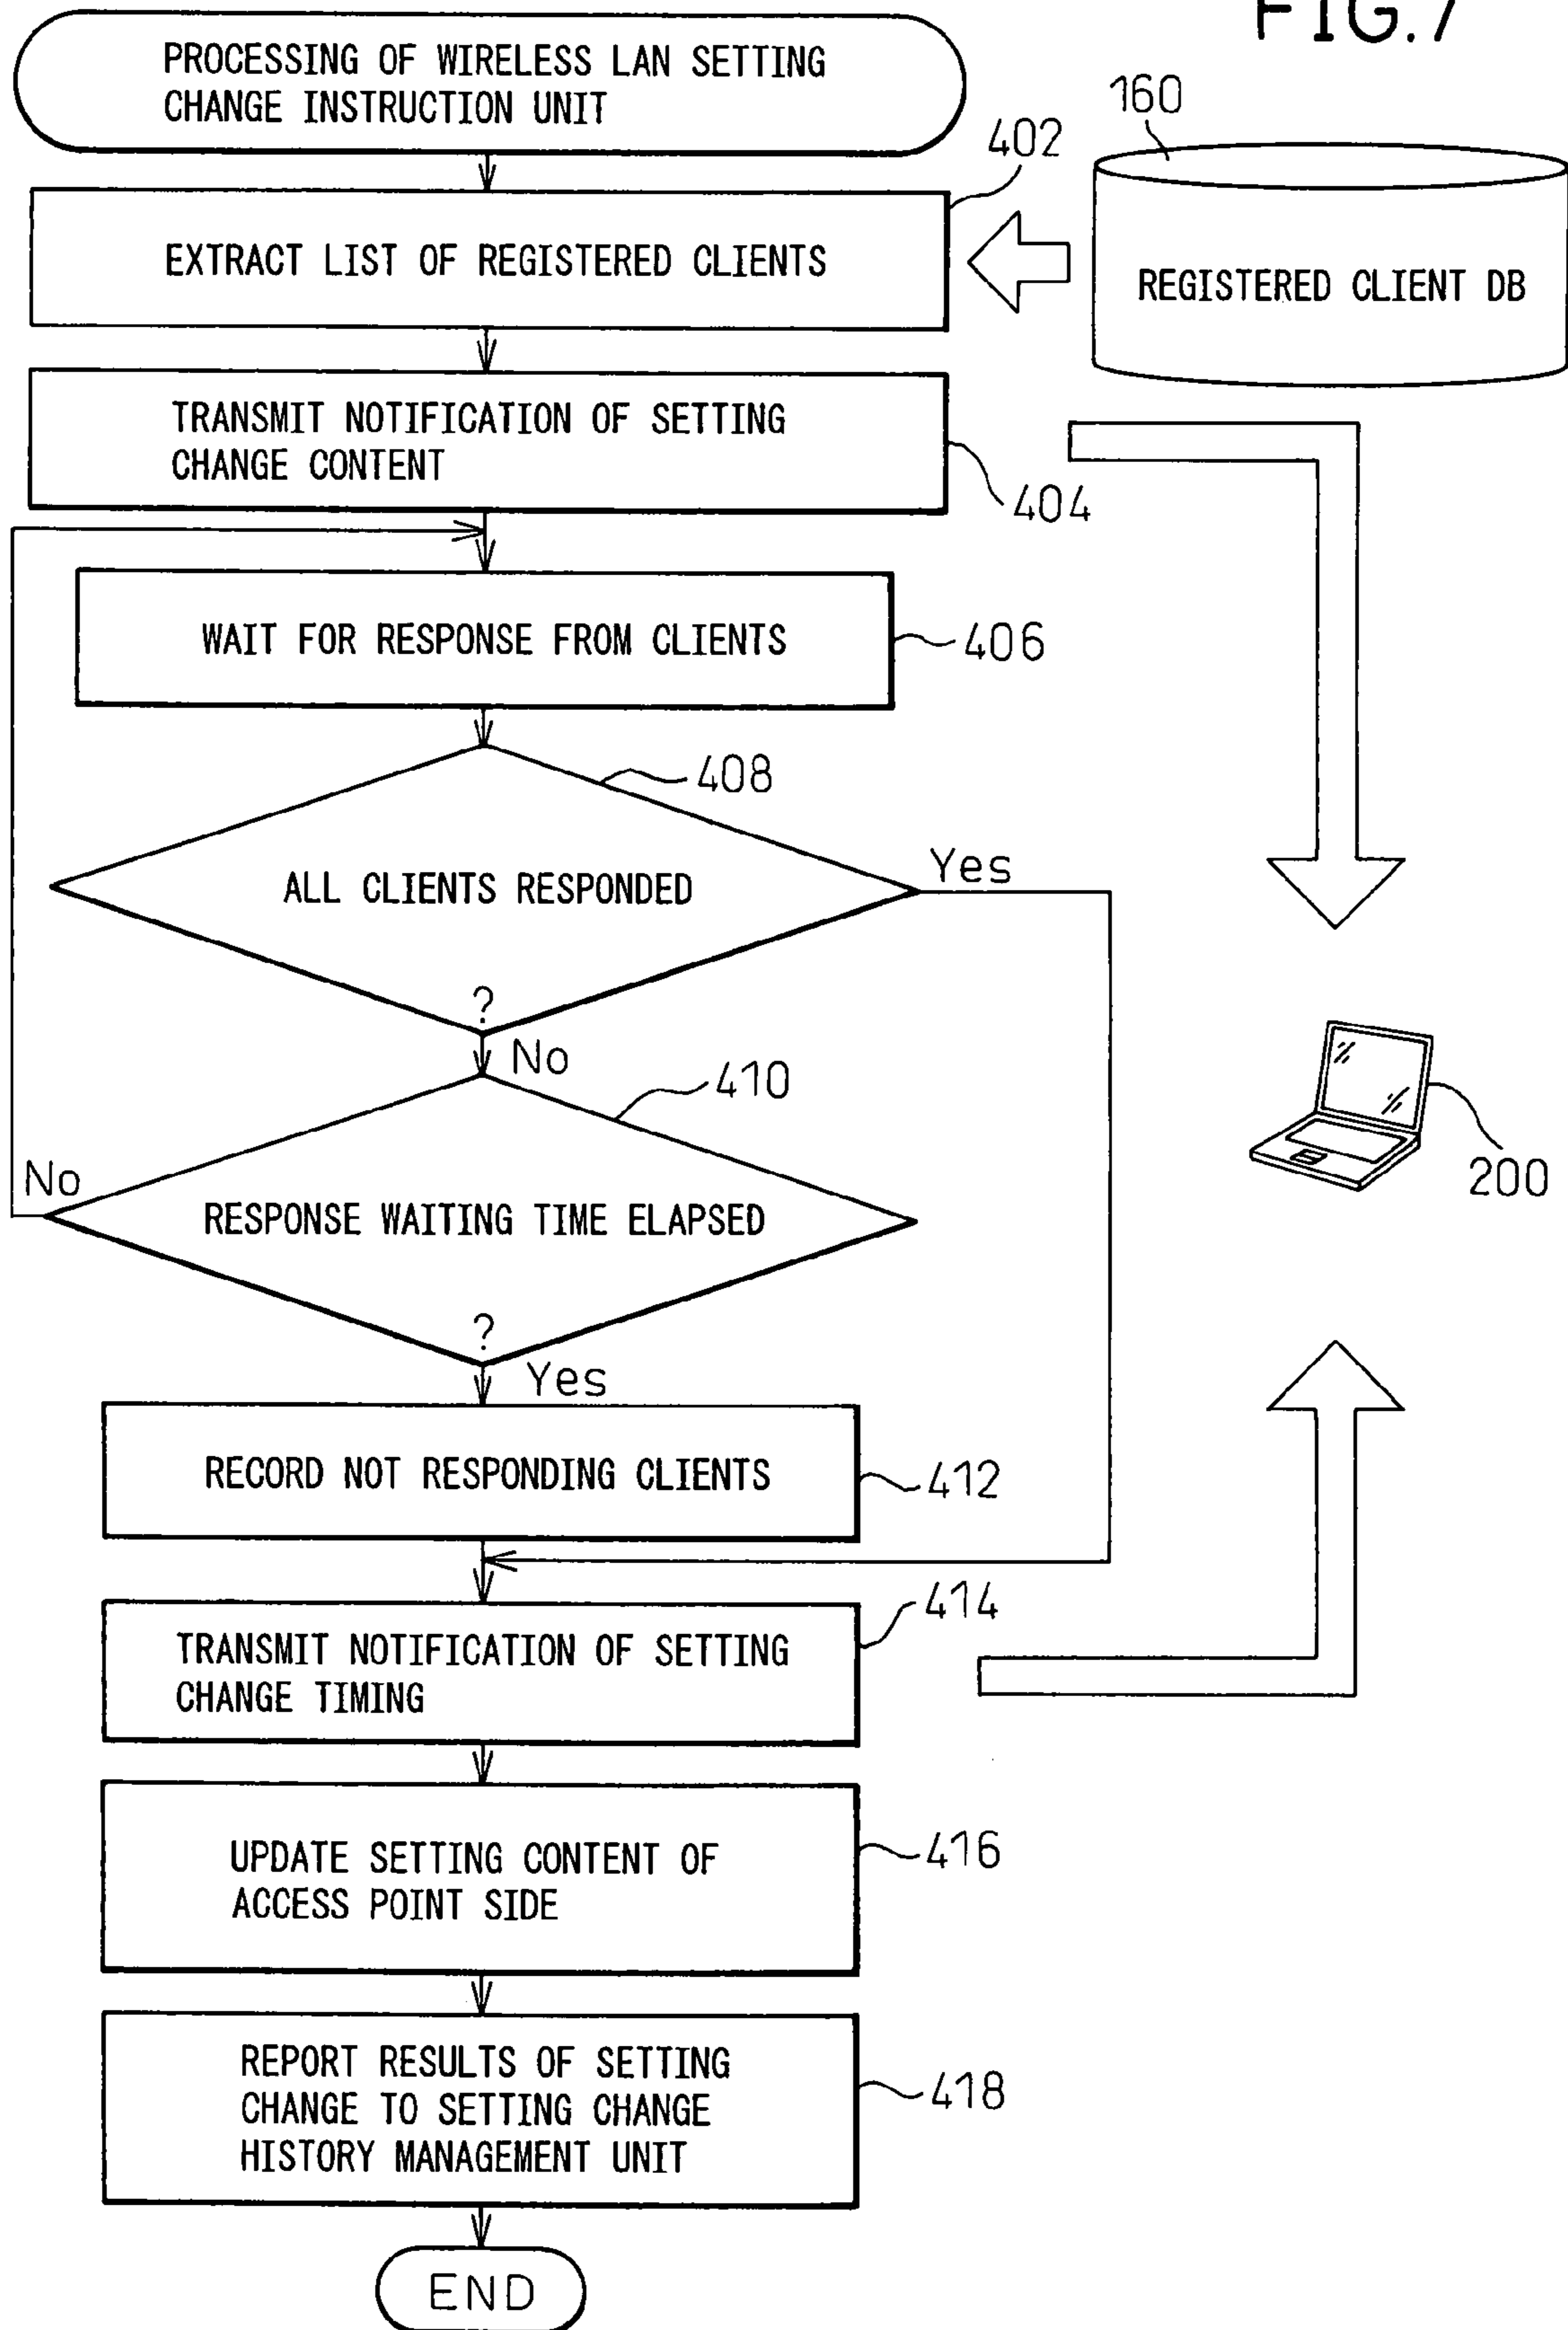 FIG.7
PROCESSING OF WIRELESS LAN SETTING
CHANGE INSTRUCTION UNIT
160
402
EXTRACT LIST OF REGISTERED CLIENTS
REGISTERED CLIENT DB
TRANSMIT NOTIFICATION OF SETTING
CHANGE CONTENT
404
WAIT FOR RESPONSE FROM CLIENTS
406
408
ALL CLIENTS RESPONDED
?
Yes
No
410
RESPONSE WAITING TIME ELAPSED
?
No
Yes
200
RECORD NOT RESPONDING CLIENTS
412
414
TRANSMIT NOTIFICATION OF SETTING
CHANGE TIMING
UPDATE SETTING CONTENT OF
ACCESS POINT SIDE
416
REPORT RESULTS OF SETTING
CHANGE TO SETTING CHANGE
HISTORY MANAGEMENT UNIT
418
END